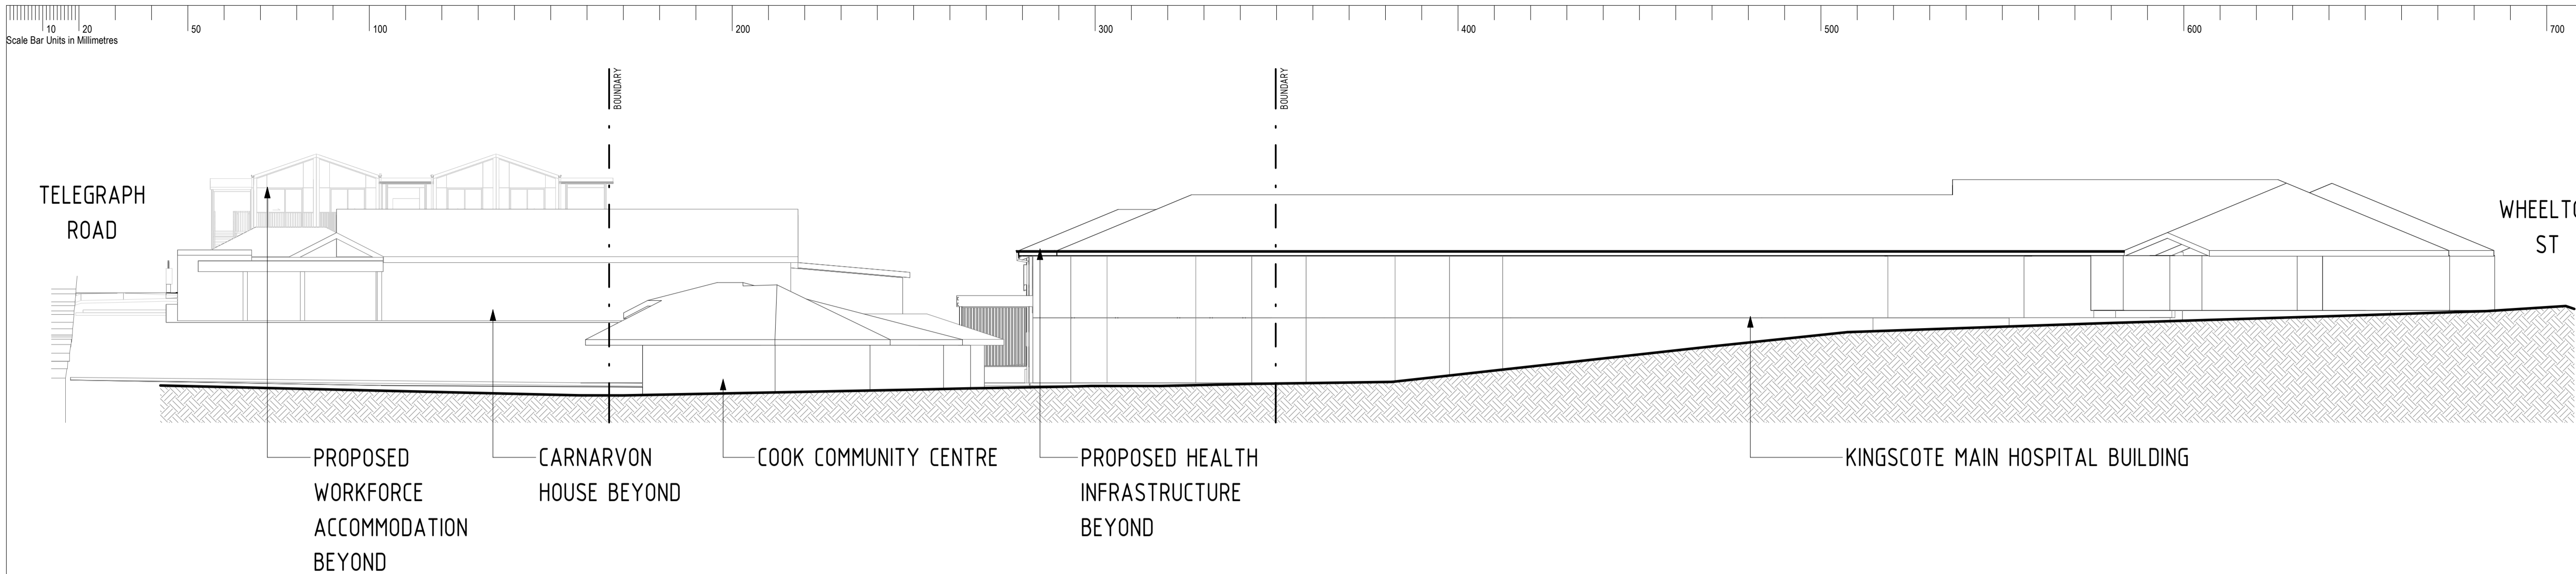 10 20 50 100 200 300 400 500 600 700
Scale Bar Units in Millimetres
BOUNDARY
BOUNDARY
TELEGRAPH
ROAD
WHEELTO
ST
PROPOSED
WORKFORCE
ACCOMMODATION
BEYOND
CARNARVON
HOUSE BEYOND
COOK COMMUNITY CENTRE
PROPOSED HEALTH
INFRASTRUCTURE
BEYOND
KINGSCOTE MAIN HOSPITAL BUILDING